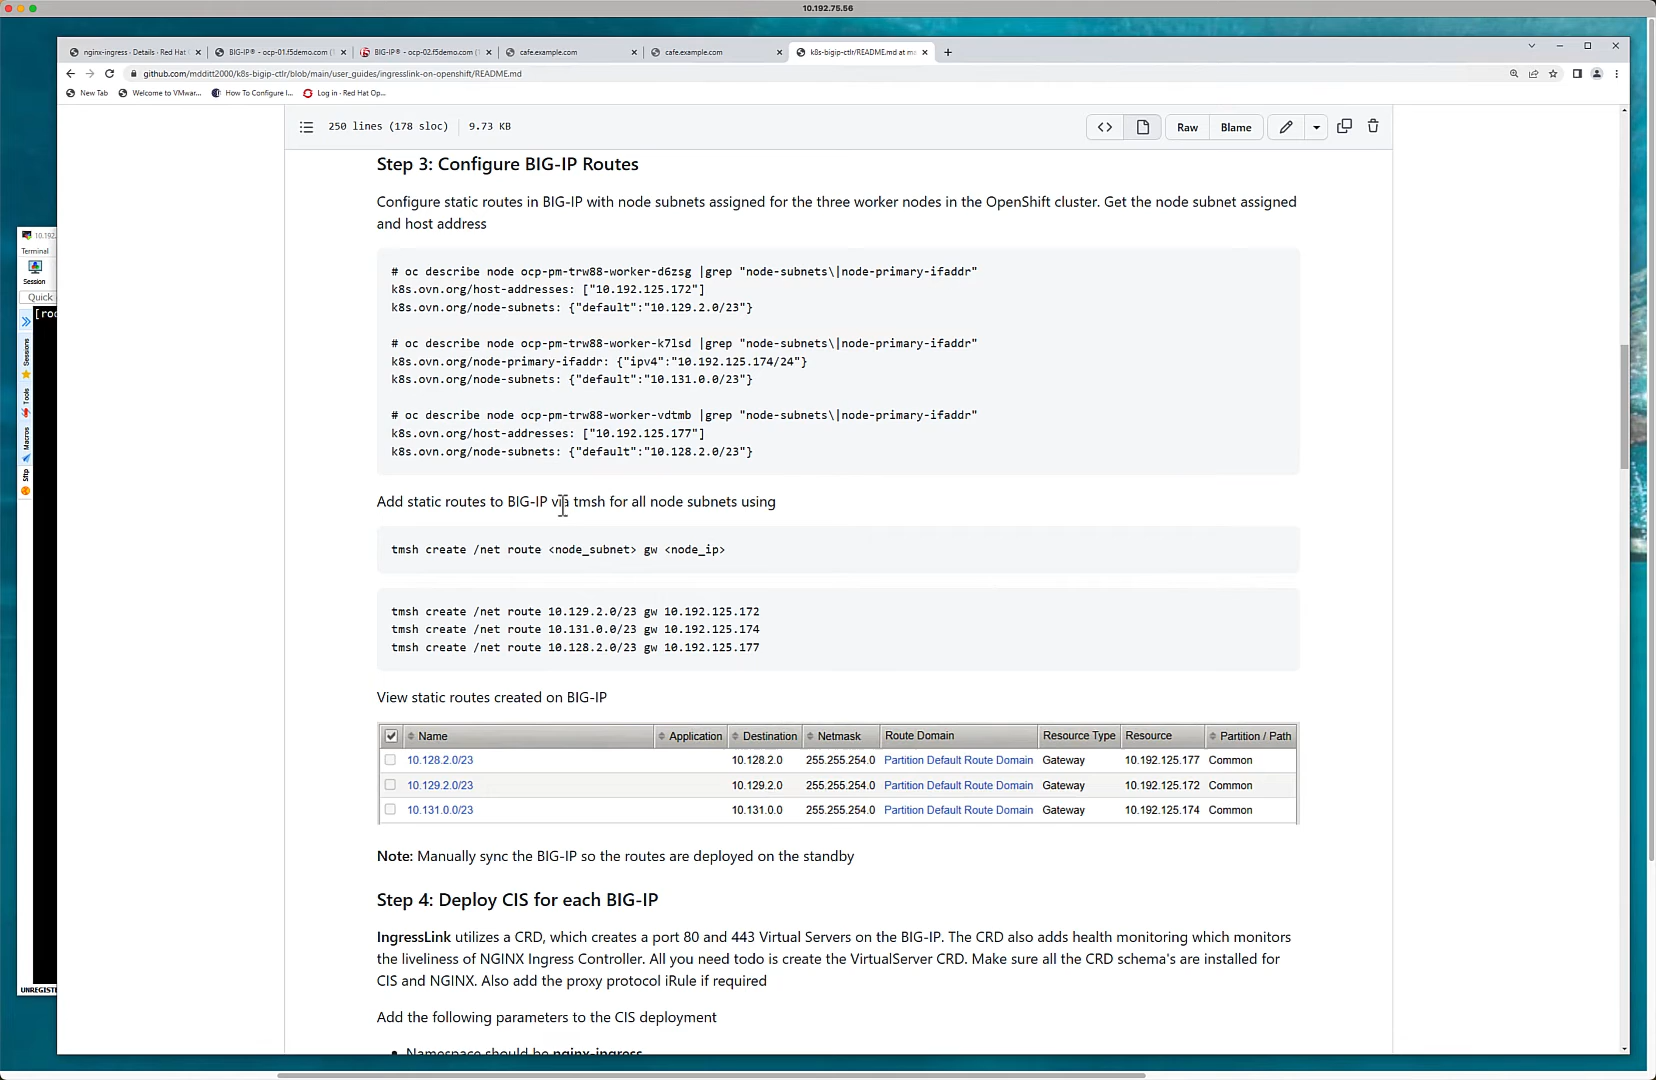 10.192.75.56
nginx-ingress - Details · Red Hat
BIG-IP® - ocp-01.f5demo.com (
BIG-IP® - ocp-02.f5demo.com (
cafe.example.com
cafe.example.com
k8s-bigip-ctlr/README.md at ma
github.com/mdditt2000/k8s-bigip-ctlr/blob/main/user_guides/ingresslink-on-openshift/README.md
New Tab
Welcome to VMwar...
How To Configure I...
Log in - Red Hat Op...
250 lines (178 sloc)
9.73 KB
Raw
Blame
10.192.
Terminal
Session
Quick
[roo
Sessions
Tools
Macros
Sftp
UNREGISTE
Step 3: Configure BIG-IP Routes
Configure static routes in BIG-IP with node subnets assigned for the three worker nodes in the OpenShift cluster. Get the node subnet assigned
and host address
# oc describe node ocp-pm-trw88-worker-d6zsg |grep "node-subnets\|node-primary-ifaddr"
k8s.ovn.org/host-addresses: ["10.192.125.172"]
k8s.ovn.org/node-subnets: {"default":"10.129.2.0/23"}
# oc describe node ocp-pm-trw88-worker-k7lsd |grep "node-subnets\|node-primary-ifaddr"
k8s.ovn.org/node-primary-ifaddr: {"ipv4":"10.192.125.174/24"}
k8s.ovn.org/node-subnets: {"default":"10.131.0.0/23"}
# oc describe node ocp-pm-trw88-worker-vdtmb |grep "node-subnets\|node-primary-ifaddr"
k8s.ovn.org/host-addresses: ["10.192.125.177"]
k8s.ovn.org/node-subnets: {"default":"10.128.2.0/23"}
Add static routes to BIG-IP via tmsh for all node subnets using
tmsh create /net route <node_subnet> gw <node_ip>
tmsh create /net route 10.129.2.0/23 gw 10.192.125.172
tmsh create /net route 10.131.0.0/23 gw 10.192.125.174
tmsh create /net route 10.128.2.0/23 gw 10.192.125.177
View static routes created on BIG-IP
Name Application Destination Netmask Route Domain Resource Type Resource Partition / Path
10.128.2.0/23 10.128.2.0 255.255.254.0 Partition Default Route Domain Gateway 10.192.125.177 Common
10.129.2.0/23 10.129.2.0 255.255.254.0 Partition Default Route Domain Gateway 10.192.125.172 Common
10.131.0.0/23 10.131.0.0 255.255.254.0 Partition Default Route Domain Gateway 10.192.125.174 Common
Note: Manually sync the BIG-IP so the routes are deployed on the standby
Step 4: Deploy CIS for each BIG-IP
IngressLink utilizes a CRD, which creates a port 80 and 443 Virtual Servers on the BIG-IP. The CRD also adds health monitoring which monitors
the liveliness of NGINX Ingress Controller. All you need todo is create the VirtualServer CRD. Make sure all the CRD schema's are installed for
CIS and NGINX. Also add the proxy protocol iRule if required
Add the following parameters to the CIS deployment
• Namespace should be nginx-ingress